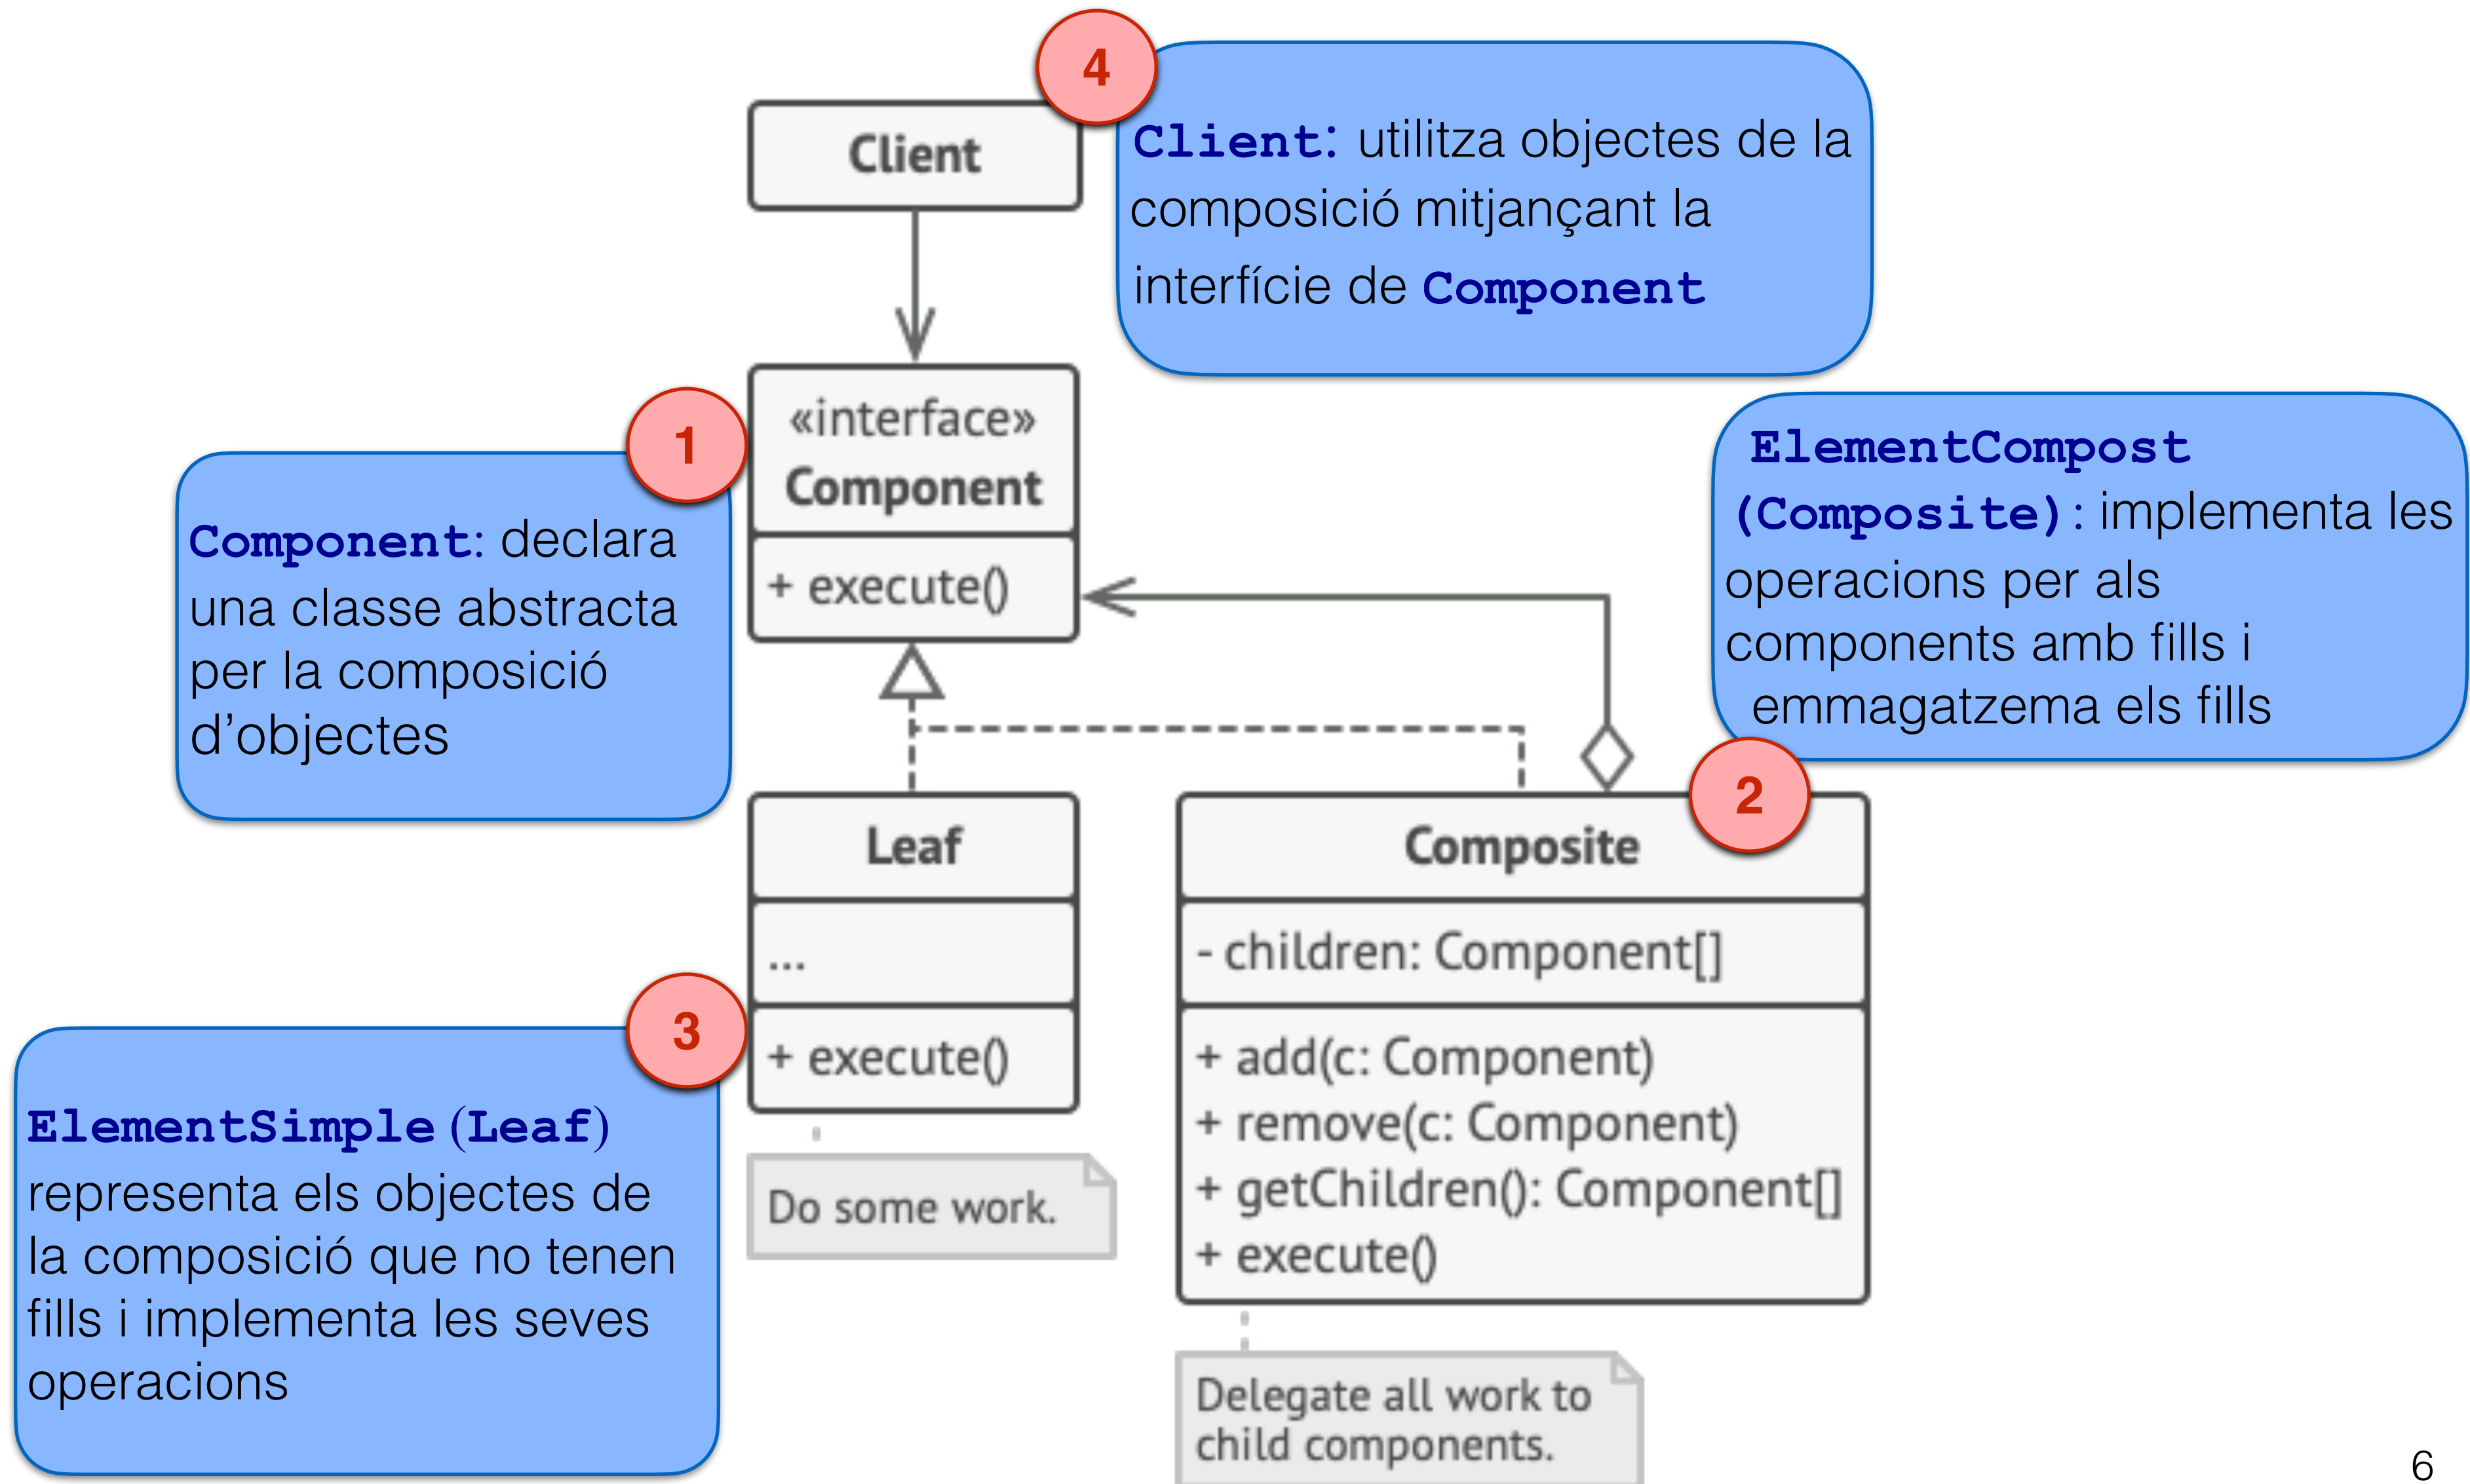 4
Client
Client: utilitza objectes de la
composició mitjançant la
interfície de Component
1
«interface»
Component
+ execute()
Component: declara
una classe abstracta
per la composició
d’objectes
ElementCompost
(Composite): implementa les
operacions per als
components amb fills i
emmagatzema els fills
2
Leaf
...
+ execute()
Do some work.
Composite
- children: Component[]
+ add(c: Component)
+ remove(c: Component)
+ getChildren(): Component[]
+ execute()
Delegate all work to
child components.
3
ElementSimple (Leaf)
representa els objectes de
la composició que no tenen
fills i implementa les seves
operacions
6